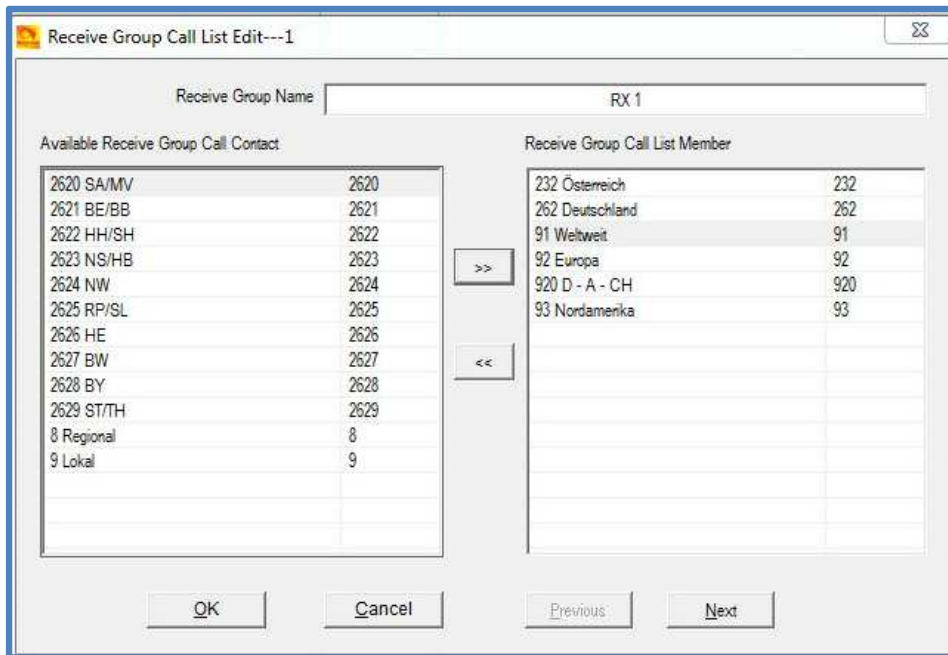 Receive Group Call List Edit---1
Receive Group Name RX 1
Available Receive Group Call Contact
2620 SA/MV 2620
2621 BE/BB 2621
2622 HH/SH 2622
2623 NS/HB 2623
2624 NW 2624
2625 RP/SL 2625
2626 HE 2626
2627 BW 2627
2628 BY 2628
2629 ST/TH 2629
8 Regional 8
9 Lokal 9
>>
<<
Receive Group Call List Member
232 Österreich 232
262 Deutschland 262
91 Weltweit 91
92 Europa 92
920 D - A - CH 920
93 Nordamerika 93
OK Cancel Previous Next